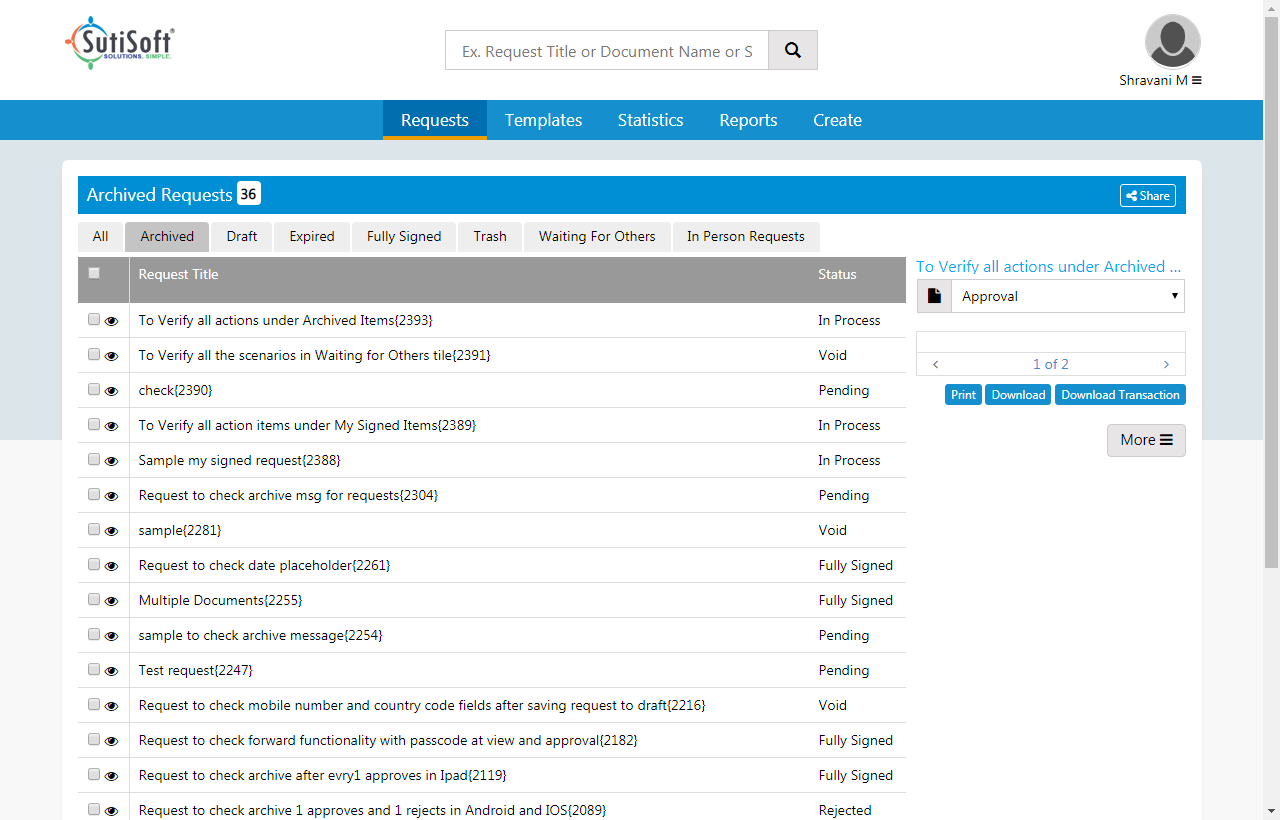 SutiSoft®
SOLUTIONS. SIMPLE.
Ex. Request Title or Document Name or S
Shravani M
Requests Templates Statistics Reports Create
Archived Requests 36
Share
All Archived Draft Expired Fully Signed Trash Waiting For Others In Person Requests
Request Title Status
To Verify all actions under Archived Items{2393} In Process
To Verify all the scenarios in Waiting for Others tile{2391} Void
check{2390} Pending
To Verify all action items under My Signed Items{2389} In Process
Sample my signed request{2388} In Process
Request to check archive msg for requests{2304} Pending
sample{2281} Void
Request to check date placeholder{2261} Fully Signed
Multiple Documents{2255} Fully Signed
sample to check archive message{2254} Pending
Test request{2247} Pending
Request to check mobile number and country code fields after saving request to draft{2216} Void
Request to check forward functionality with passcode at view and approval{2182} Fully Signed
Request to check archive after evry1 approves in Ipad{2119} Fully Signed
Request to check archive 1 approves and 1 rejects in Android and IOS{2089} Rejected
To Verify all actions under Archived ...
Approval
< 1 of 2 >
Print Download Download Transaction
More